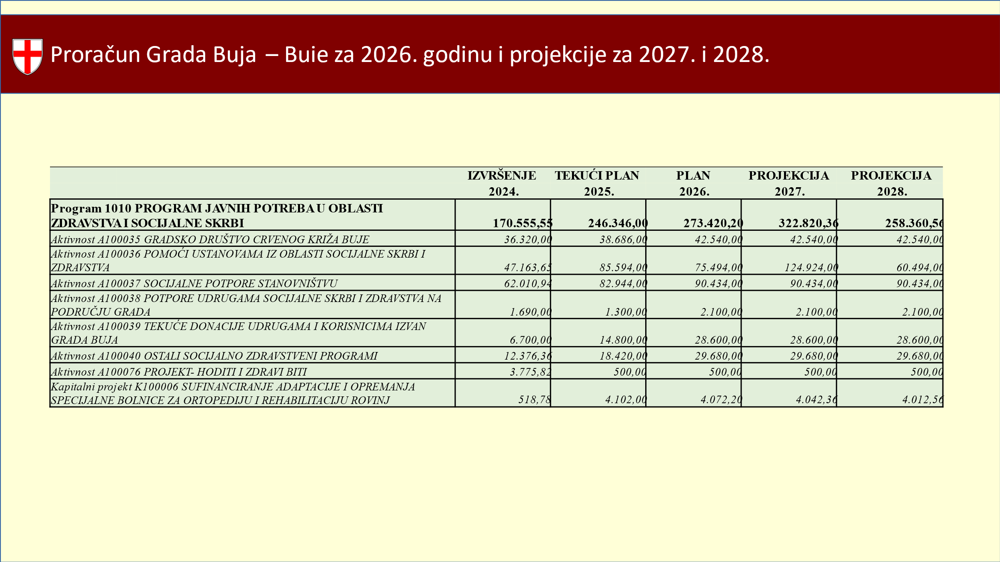 Proračun Grada Buja – Buie za 2026. godinu i projekcije za 2027. i 2028.
IZVRŠENJE TEKUĆI PLAN PLAN PROJEKCIJA PROJEKCIJA
2024. 2025. 2026. 2027. 2028.
Program 1010 PROGRAM JAVNIH POTREBA U OBLASTI
ZDRAVSTVA I SOCIJALNE SKRBI 170.555,55 246.346,00 273.420,20 322.820,36 258.360,56
Aktivnost A100035 GRADSKO DRUŠTVO CRVENOG KRIŽA BUJE 36.320,00 38.686,00 42.540,00 42.540,00 42.540,00
Aktivnost A100036 POMOĆI USTANOVAMA IZ OBLASTI SOCIJALNE SKRBI I
ZDRAVSTVA 47.163,65 85.594,00 75.494,00 124.924,00 60.494,00
Aktivnost A100037 SOCIJALNE POTPORE STANOVNIŠTVU 62.010,94 82.944,00 90.434,00 90.434,00 90.434,00
Aktivnost A100038 POTPORE UDRUGAMA SOCIJALNE SKRBI I ZDRAVSTVA NA
PODRUČJU GRADA 1.690,00 1.300,00 2.100,00 2.100,00 2.100,00
Aktivnost A100039 TEKUĆE DONACIJE UDRUGAMA I KORISNICIMA IZVAN
GRADA BUJA 6.700,00 14.800,00 28.600,00 28.600,00 28.600,00
Aktivnost A100040 OSTALI SOCIJALNO ZDRAVSTVENI PROGRAMI 12.376,36 18.420,00 29.680,00 29.680,00 29.680,00
Aktivnost A100076 PROJEKT- HODITI I ZDRAVI BITI 3.775,82 500,00 500,00 500,00 500,00
Kapitalni projekt K100006 SUFINANCIRANJE ADAPTACIJE I OPREMANJA
SPECIJALNE BOLNICE ZA ORTOPEDIJU I REHABILITACIJU ROVINJ 518,78 4.102,00 4.072,20 4.042,36 4.012,56